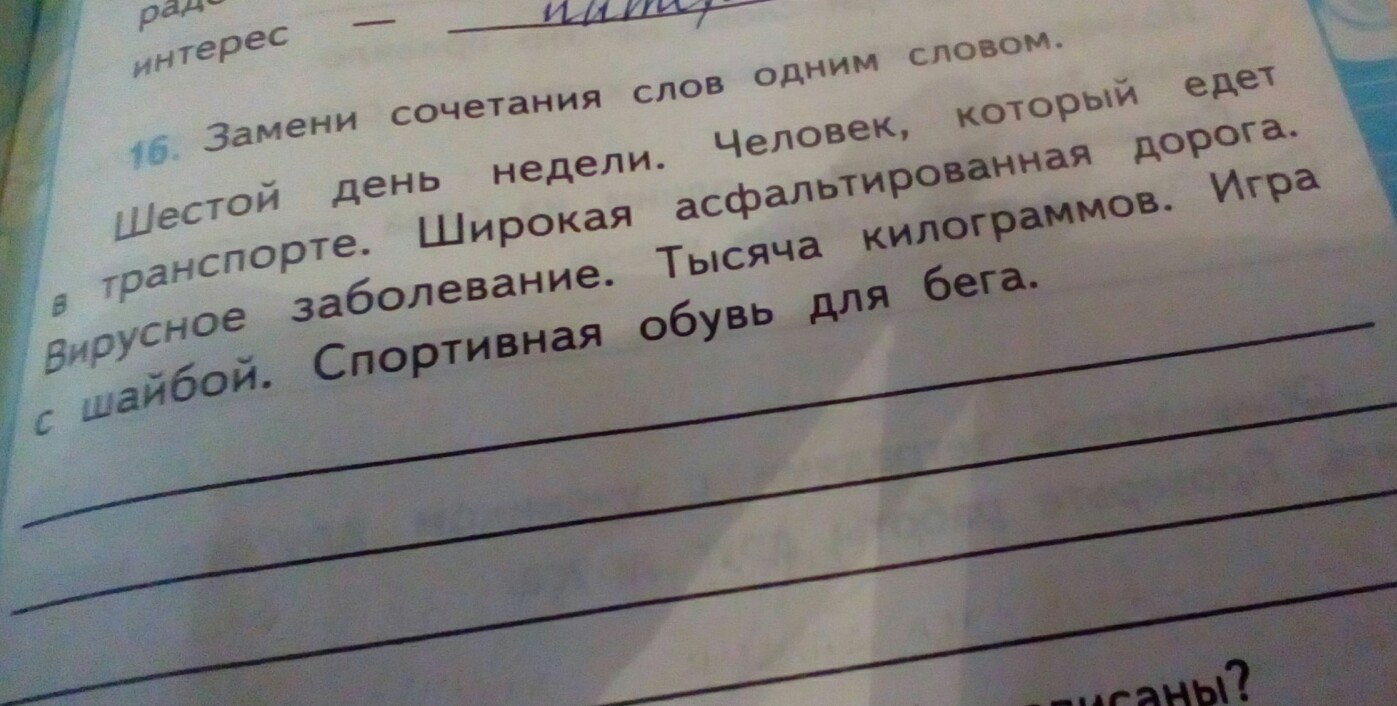 интерес —
16. Замени сочетания слов одним словом.
Шестой день недели. Человек, который едет
в транспорте. Широкая асфальтированная дорога.
Вирусное заболевание. Тысяча килограммов. Игра
с шайбой. Спортивная обувь для бега.